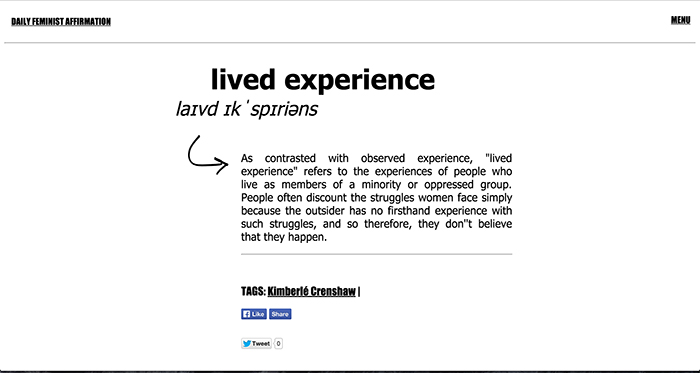 DAILY FEMINIST AFFIRMATION
MENU
lived experience
laɪvd ɪkˈspɪriəns
As contrasted with observed experience, "lived
experience" refers to the experiences of people who
live as members of a minority or oppressed group.
People often discount the struggles women face simply
because the outsider has no firsthand experience with
such struggles, and so therefore, they don"t believe
that they happen.
TAGS: Kimberlé Crenshaw |
Like Share
Tweet 0